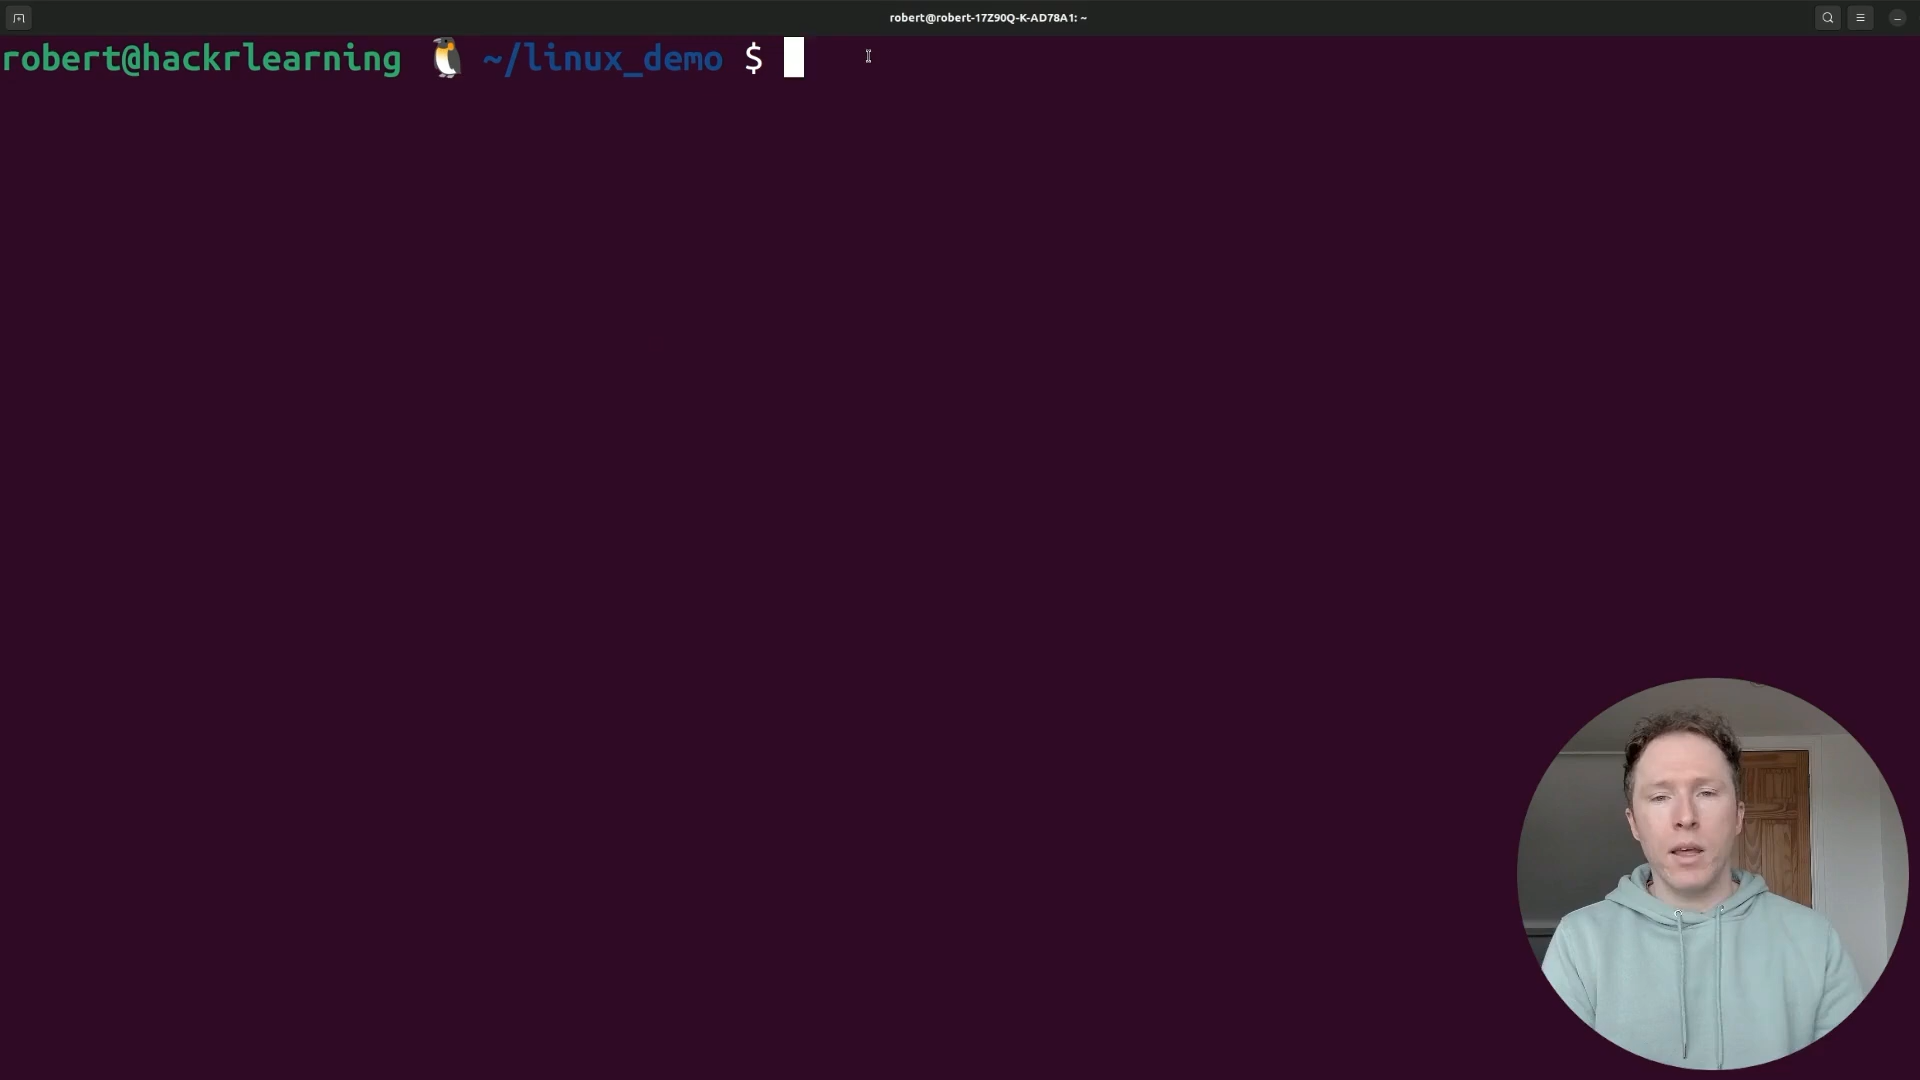 robert@robert-17Z90Q-K-AD78A1: ~
robert@hackrlearning 🐧 ~/linux_demo $